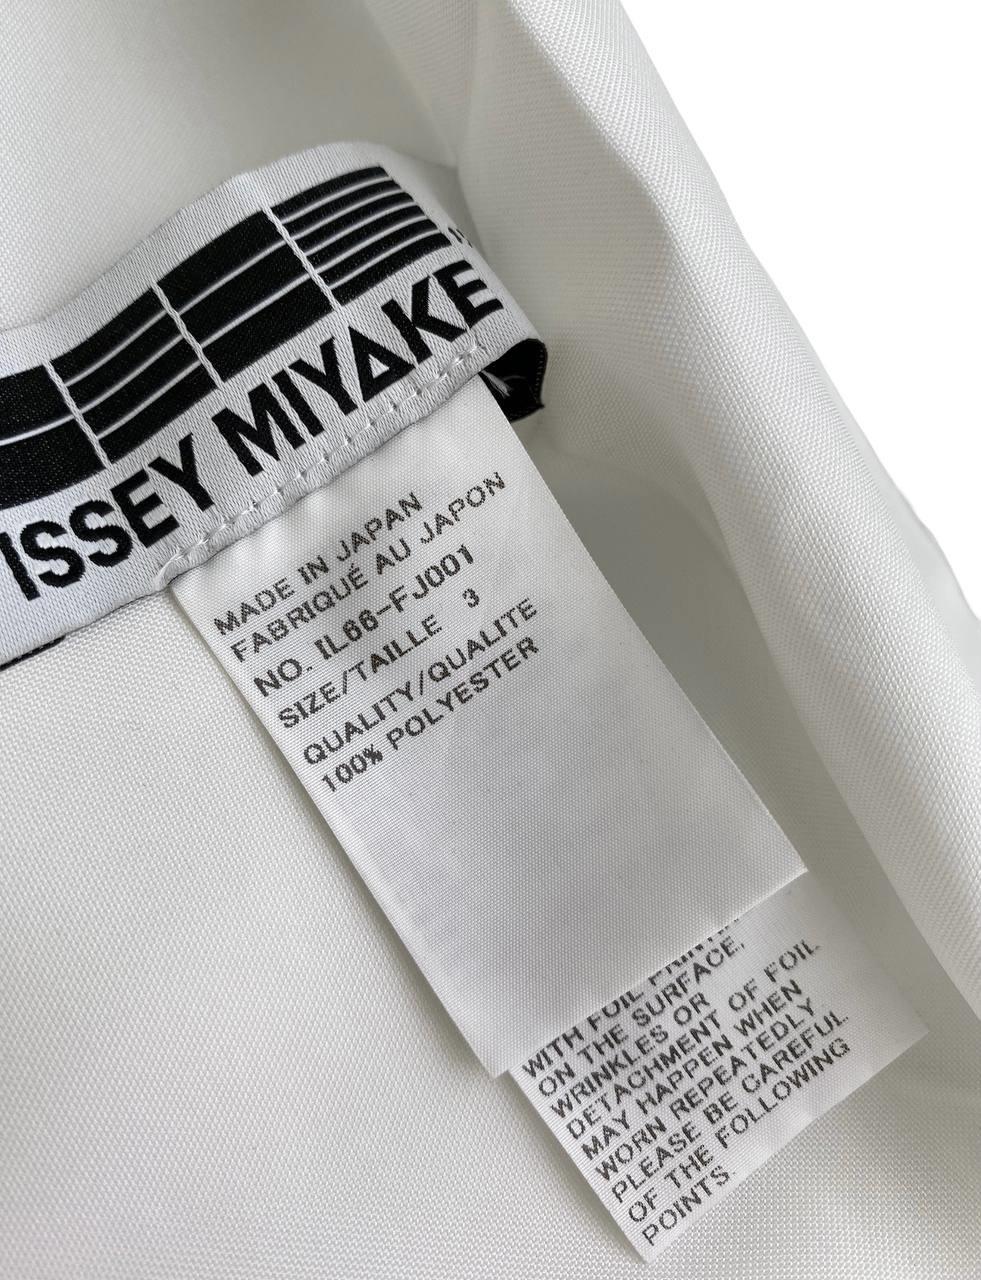 ISSEY MIYAKE
MADE IN JAPAN
FABRIQUÉ AU JAPON
NO. IL66-FJ001
SIZE/TAILLE 3
QUALITY/QUALITE
100% POLYESTER
WITH FOIL
ON THE SURFACE,
WRINKLES OR
DETACHMENT OF FOIL
MAY HAPPEN WHEN
WORN REPEATEDLY
PLEASE BE CAREFUL
OF THE FOLLOWING
POINTS.